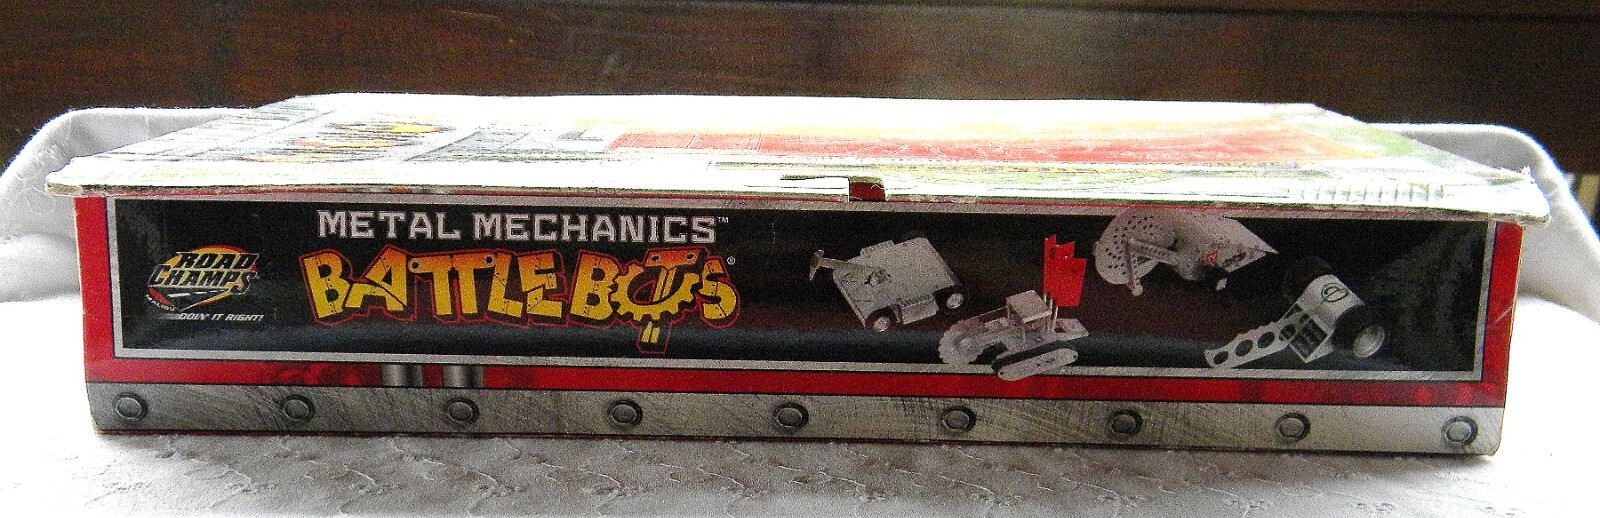 METAL MECHANICS™
BATTLEBOTS®
ROAD
CHAMPS
DOIN' IT RIGHT!